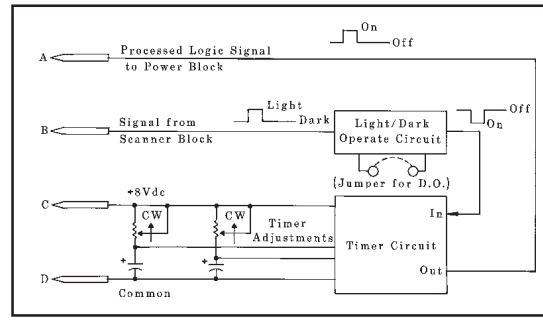 On
Off
A
Processed Logic Signal
to Power Block
B
Signal from
Scanner Block
Light
Dark
Light/Dark
Operate Circuit
Off
On
(Jumper for D.O.)
C
+8Vdc
CW
CW
Timer
Adjustments
In
Timer Circuit
Out
+
+
D
Common